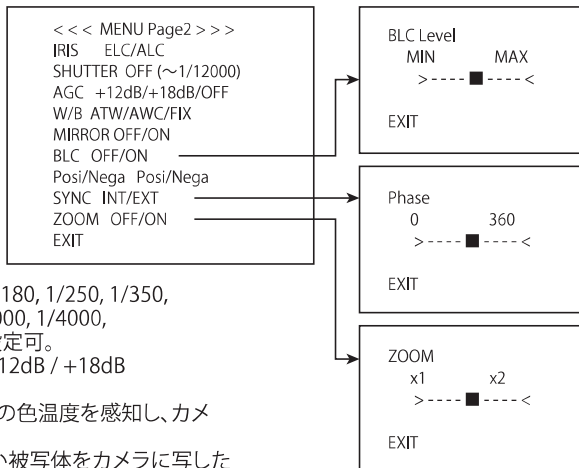 < < < MENU Page2 > > >
IRIS ELC/ALC
SHUTTER OFF (～1/12000)
AGC +12dB/+18dB/OFF
W/B ATW/AWC/FIX
MIRROR OFF/ON
BLC OFF/ON
Posi/Nega Posi/Nega
SYNC INT/EXT
ZOOM OFF/ON
EXIT
BLC Level
MIN MAX
>----■----<
EXIT
Phase
0 360
>----■----<
EXIT
ZOOM
x1 x2
>----■----<
EXIT
180, 1/250, 1/350,
000, 1/4000,
定可。
12dB / +18dB
の色温度を感知し、カメ
い被写体をカメラに写した